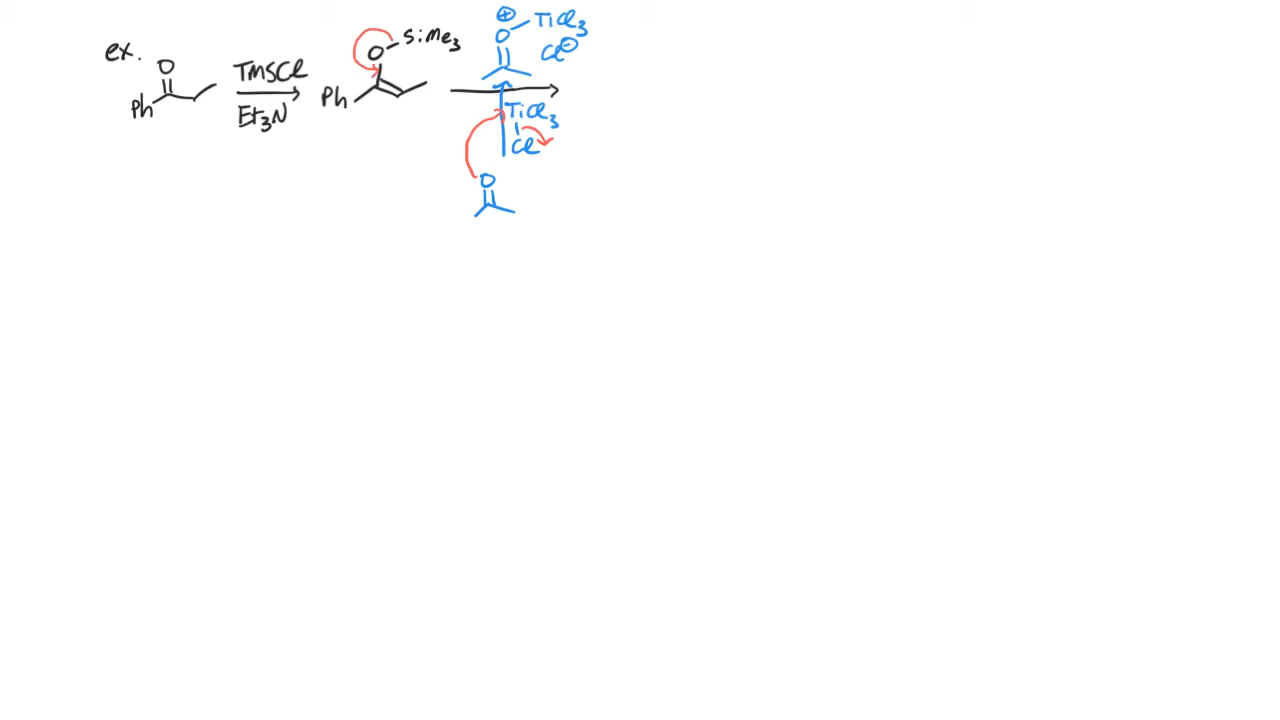 ex.
O
Ph
TMSCl
Et3N
O SiMe3
Ph
⊕
O TiCl3
Cl⊖
TiCl3
Cl
O